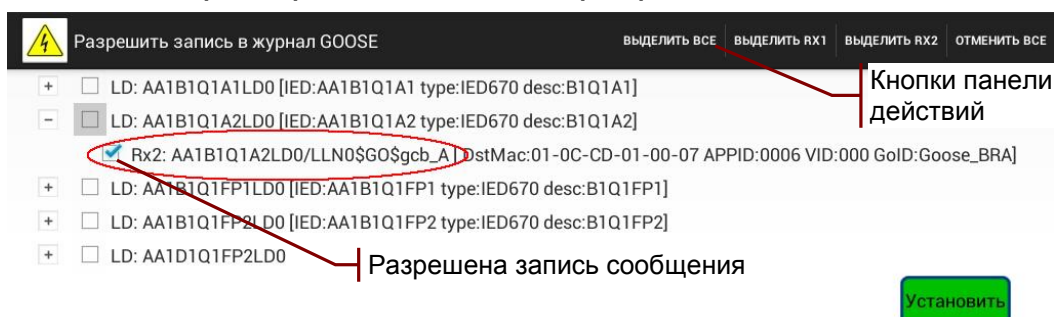 Разрешить запись в журнал GOOSE
ВЫДЕЛИТЬ ВСЕ
ВЫДЕЛИТЬ RX1
ВЫДЕЛИТЬ RX2
ОТМЕНИТЬ ВСЕ
Кнопки панели
действий
LD: AA1B1Q1A1LD0 [IED:AA1B1Q1A1 type:IED670 desc:B1Q1A1]
LD: AA1B1Q1A2LD0 [IED:AA1B1Q1A2 type:IED670 desc:B1Q1A2]
Rx2: AA1B1Q1A2LD0/LLN0$GO$gcb_A [ DstMac:01-0C-CD-01-00-07 APPID:0006 VID:000 GoID:Goose_BRA]
LD: AA1B1Q1FP1LD0 [IED:AA1B1Q1FP1 type:IED670 desc:B1Q1FP1]
LD: AA1B1Q1FP2LD0 [IED:AA1B1Q1FP2 type:IED670 desc:B1Q1FP2]
LD: AA1D1Q1FP2LD0
Разрешена запись сообщения
Установить